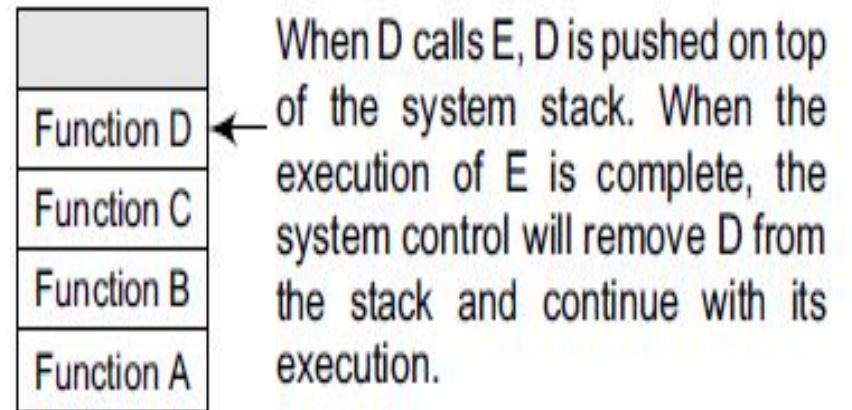 Function D
Function C
Function B
Function A
When D calls E, D is pushed on top
of the system stack. When the
execution of E is complete, the
system control will remove D from
the stack and continue with its
execution.